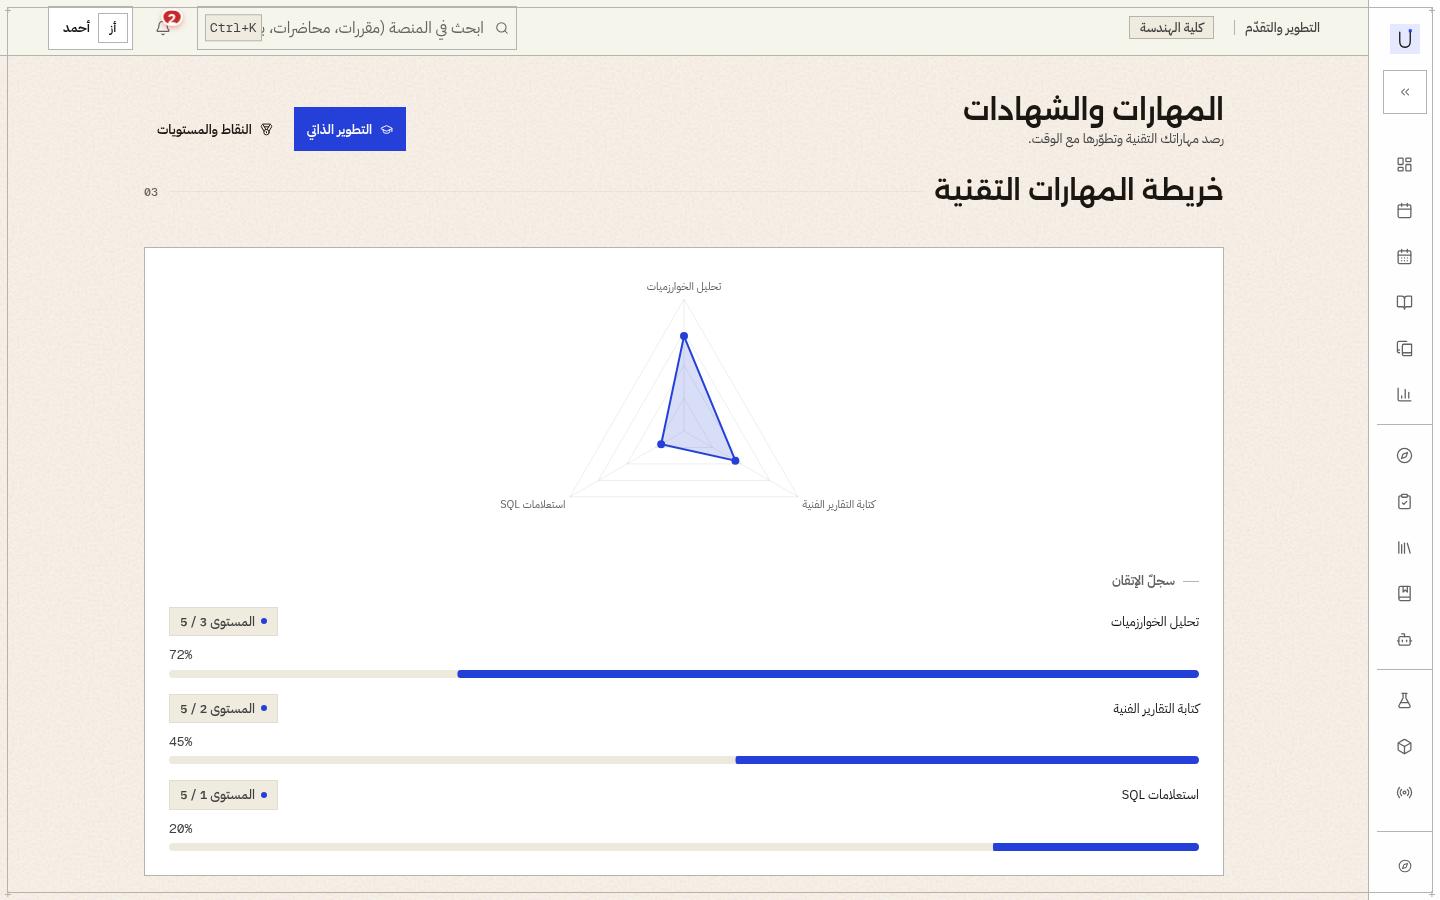 التطوير والتقدّم
كلية الهندسة
ابحث في المنصة (مقررات، محاضرات، ب
Ctrl+K
2
أز
أحمد
المهارات والشهادات
رصد مهاراتك التقنية وتطوّرها مع الوقت.
التطوير الذاتي
النقاط والمستويات
خريطة المهارات التقنية
03
تحليل الخوارزميات
استعلامات SQL
كتابة التقارير الفنية
سجلّ الإتقان
تحليل الخوارزميات
المستوى 3 / 5
72%
كتابة التقارير الفنية
المستوى 2 / 5
45%
استعلامات SQL
المستوى 1 / 5
20%